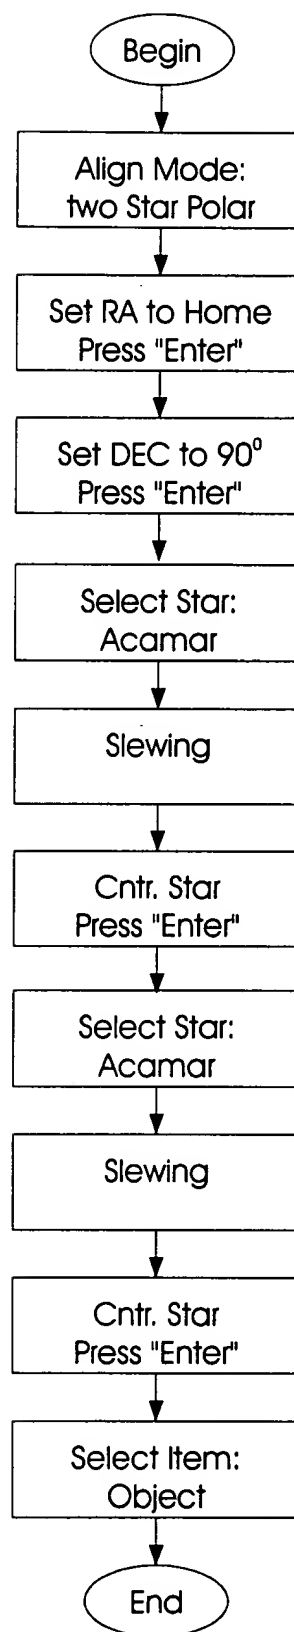 Begin
Align Mode:
two Star Polar
Set RA to Home
Press "Enter"
Set DEC to 90⁰
Press "Enter"
Select Star:
Acamar
Slewing
Cntr. Star
Press "Enter"
Select Star:
Acamar
Slewing
Cntr. Star
Press "Enter"
Select Item:
Object
End